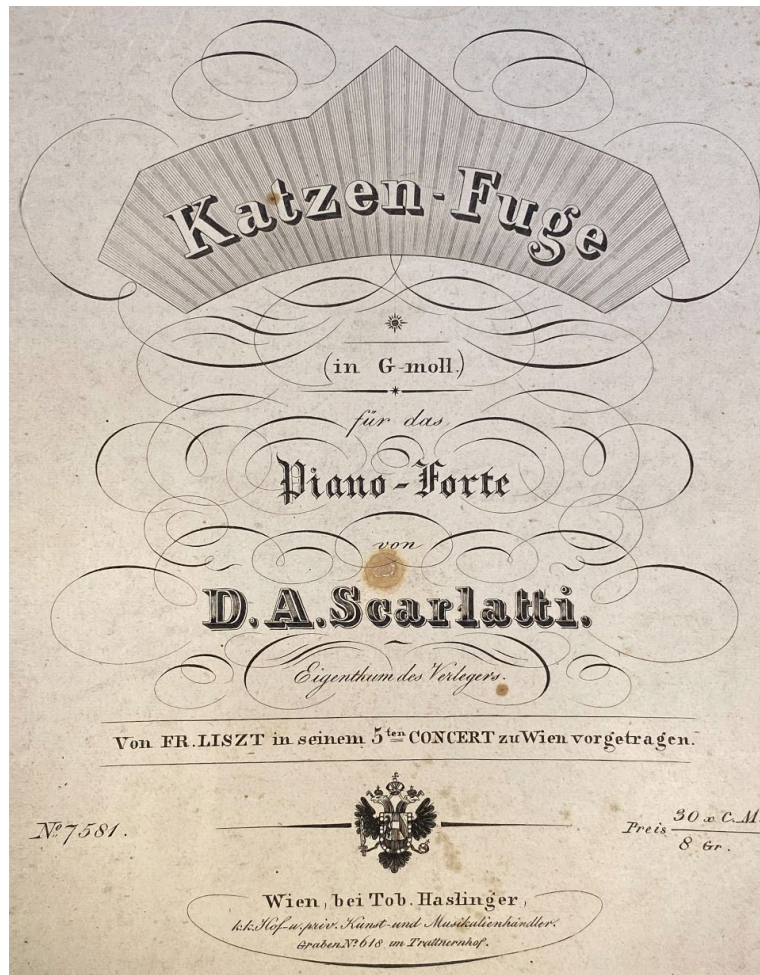 Katzen-Fuge
(in G-moll.)
für das
Piano-Forte
von
D. A. Scarlatti.
Eigenthum des Verlegers.
Von FR. LISZT in seinem 5ten CONCERT zu Wien vorgetragen.
No 7581.
Preis 30 x C. M.
8 Gr.
Wien, bei Tob. Haslinger,
k.k. Hof- u. priv. Kunst- und Musikalienhändler.
Graben No 618 im Trattnernhof.